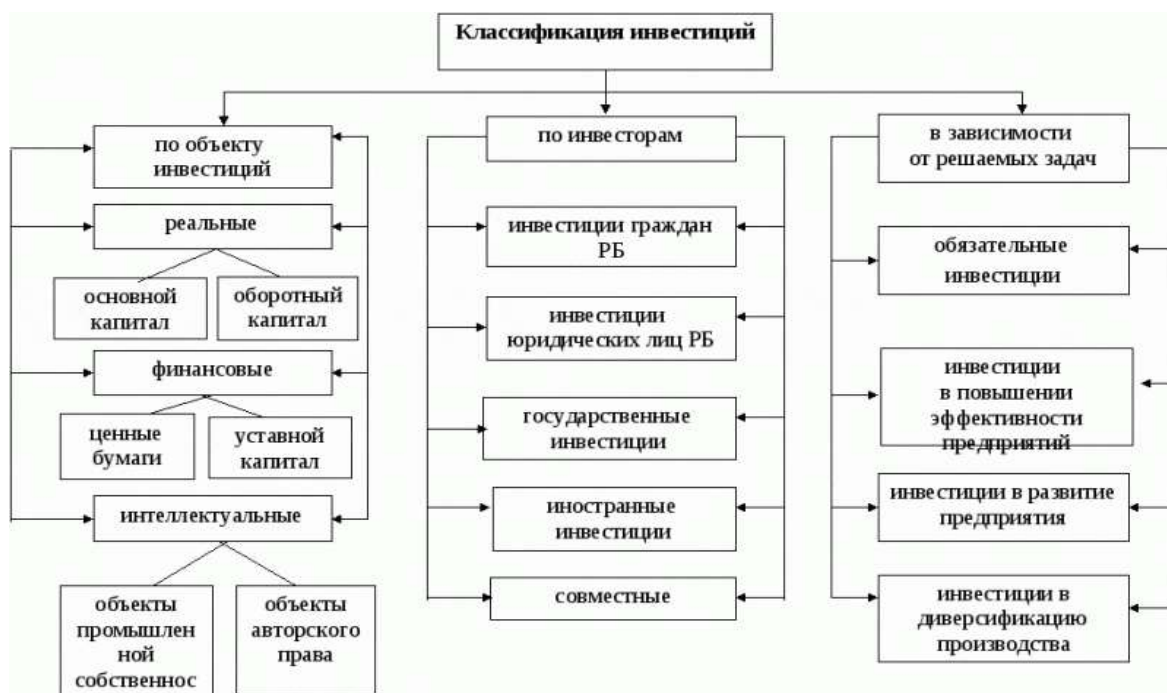 Классификация инвестиций
по объекту
инвестиций
реальные
основной
капитал
оборотный
капитал
финансовые
ценные
бумаги
уставной
капитал
интеллектуальные
объекты
промышлен
ной
собственнос
объекты
авторского
права
по инвесторам
инвестиции граждан
РБ
инвестиции
юридических лиц РБ
государственные
инвестиции
иностранные
инвестиции
совместные
в зависимости
от решаемых задач
обязательные
инвестиции
инвестиции
в повышении
эффективности
предприятий
инвестиции в развитие
предприятия
инвестиции в
диверсификацию
производства